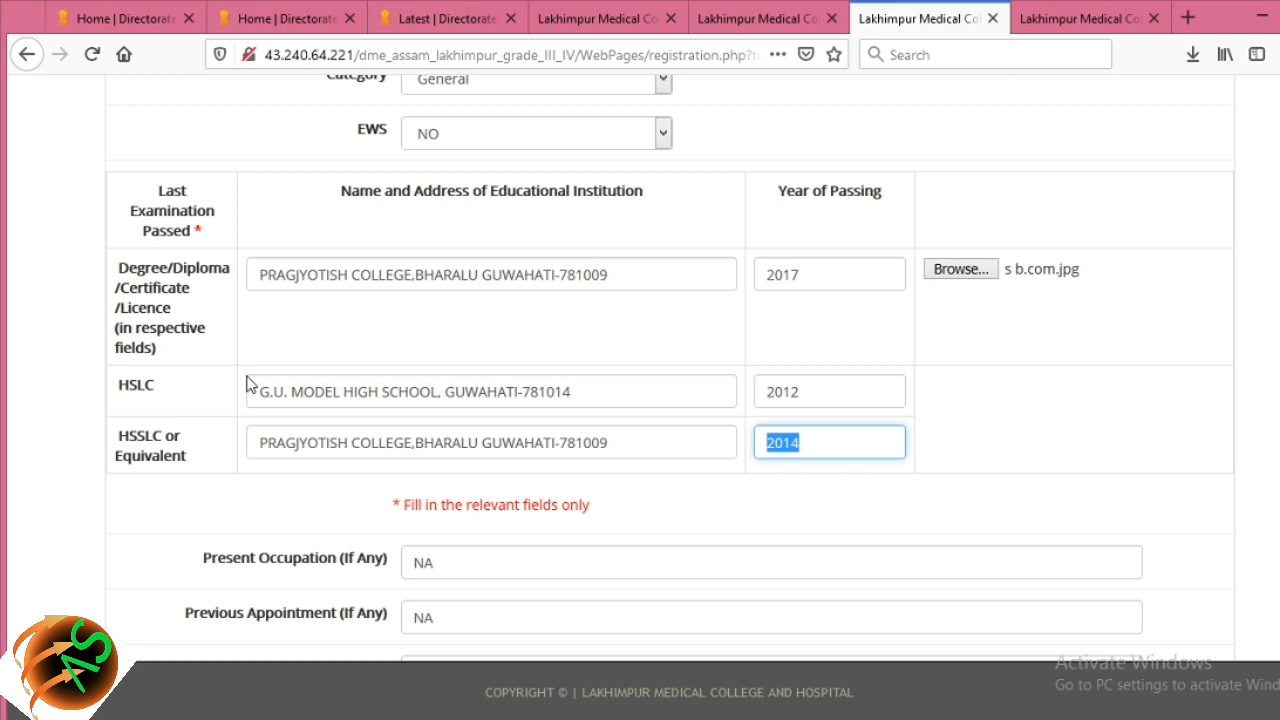 Home | Directorate
Home | Directorate
Latest | Directorate
Lakhimpur Medical Co
Lakhimpur Medical Co
Lakhimpur Medical Co
Lakhimpur Medical Co
43.240.64.221/dme_assam_lakhimpur_grade_III_IV/WebPages/registration.php?
Search
Category
General
EWS
NO
Last
Examination
Passed *
Name and Address of Educational Institution
Year of Passing
Degree/Diploma
/Certificate
/Licence
(in respective
fields)
PRAGJYOTISH COLLEGE,BHARALU GUWAHATI-781009
2017
Browse... s b.com.jpg
HSLC
G.U. MODEL HIGH SCHOOL, GUWAHATI-781014
2012
HSSLC or
Equivalent
PRAGJYOTISH COLLEGE,BHARALU GUWAHATI-781009
2014
* Fill in the relevant fields only
Present Occupation (If Any)
NA
Previous Appointment (If Any)
NA
AS
Activate Windows
Go to PC settings to activate Wind
COPYRIGHT © | LAKHIMPUR MEDICAL COLLEGE AND HOSPITAL